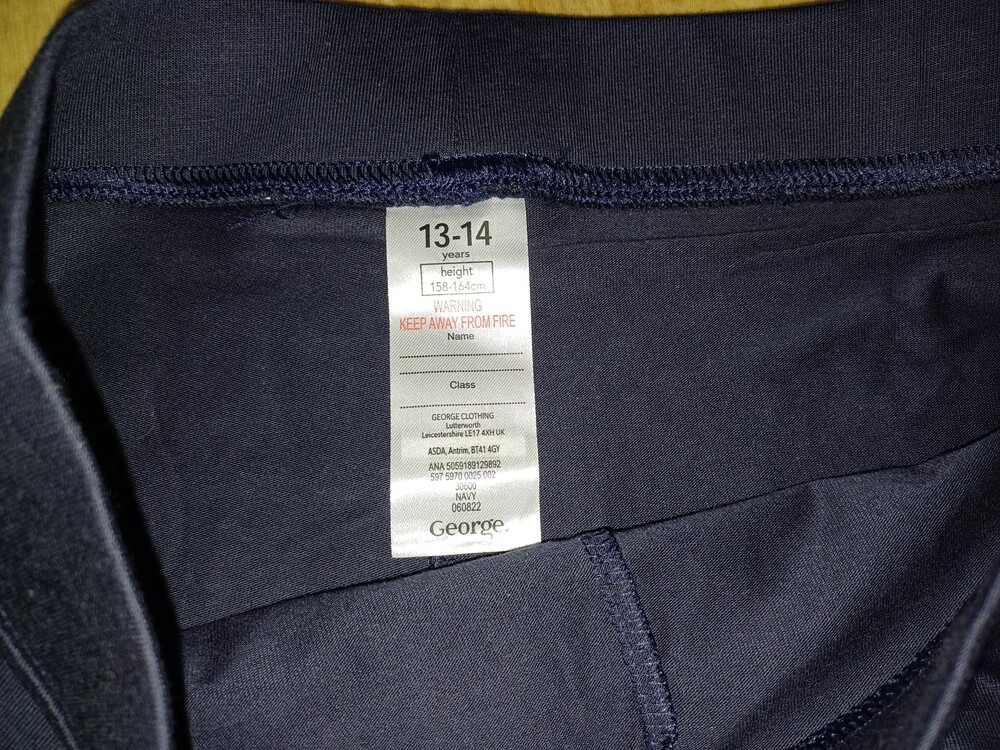 13-14
years
height
158-164cm
WARNING
KEEP AWAY FROM FIRE
Name
Class
GEORGE CLOTHING
Lutterworth
Leicestershire LE17 4XH UK
ASDA, Antrim, BT41 4GY
ANA 5059189129892
597 5970 0025 002
30600
NAVY
060822
George.